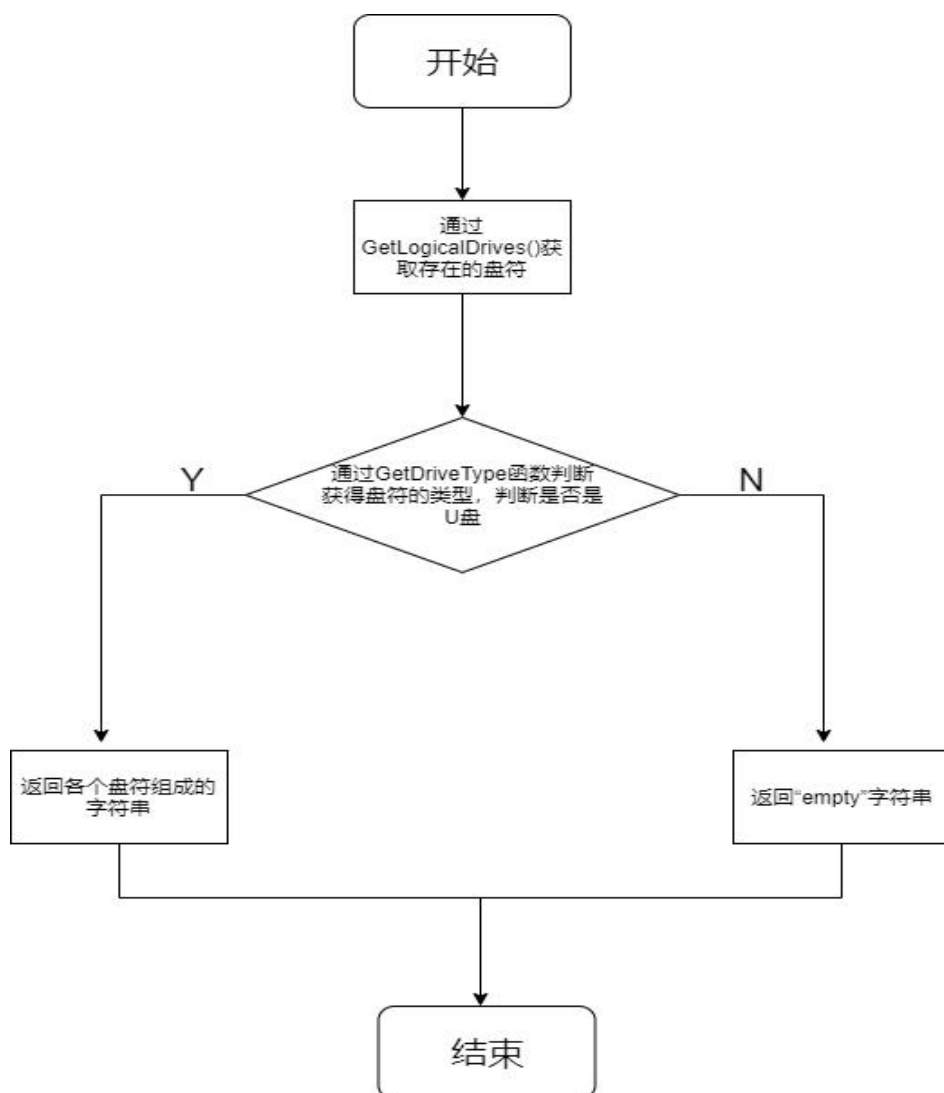 开始
通过
GetLogicalDrives()获
取存在的盘符
Y
通过GetDriveType函数判断
获得盘符的类型，判断是否是
U盘
N
返回各个盘符组成的
字符串
返回“empty”字符串
结束